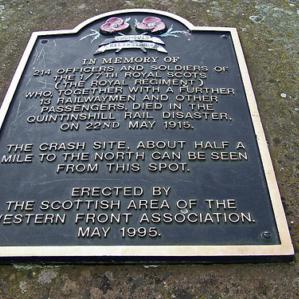 IN MEMORY OF
214 OFFICERS AND SOLDIERS OF
THE 1/7TH ROYAL SCOTS
(THE ROYAL REGIMENT)
WHO, TOGETHER WITH A FURTHER
13 RAILWAYMEN AND OTHER
PASSENGERS, DIED IN THE
QUINTINSHILL RAIL DISASTER,
ON 22ND MAY 1915.
THE CRASH SITE, ABOUT HALF A
MILE TO THE NORTH CAN BE SEEN
FROM THIS SPOT.
ERECTED BY
THE SCOTTISH AREA OF THE
WESTERN FRONT ASSOCIATION.
MAY 1995.